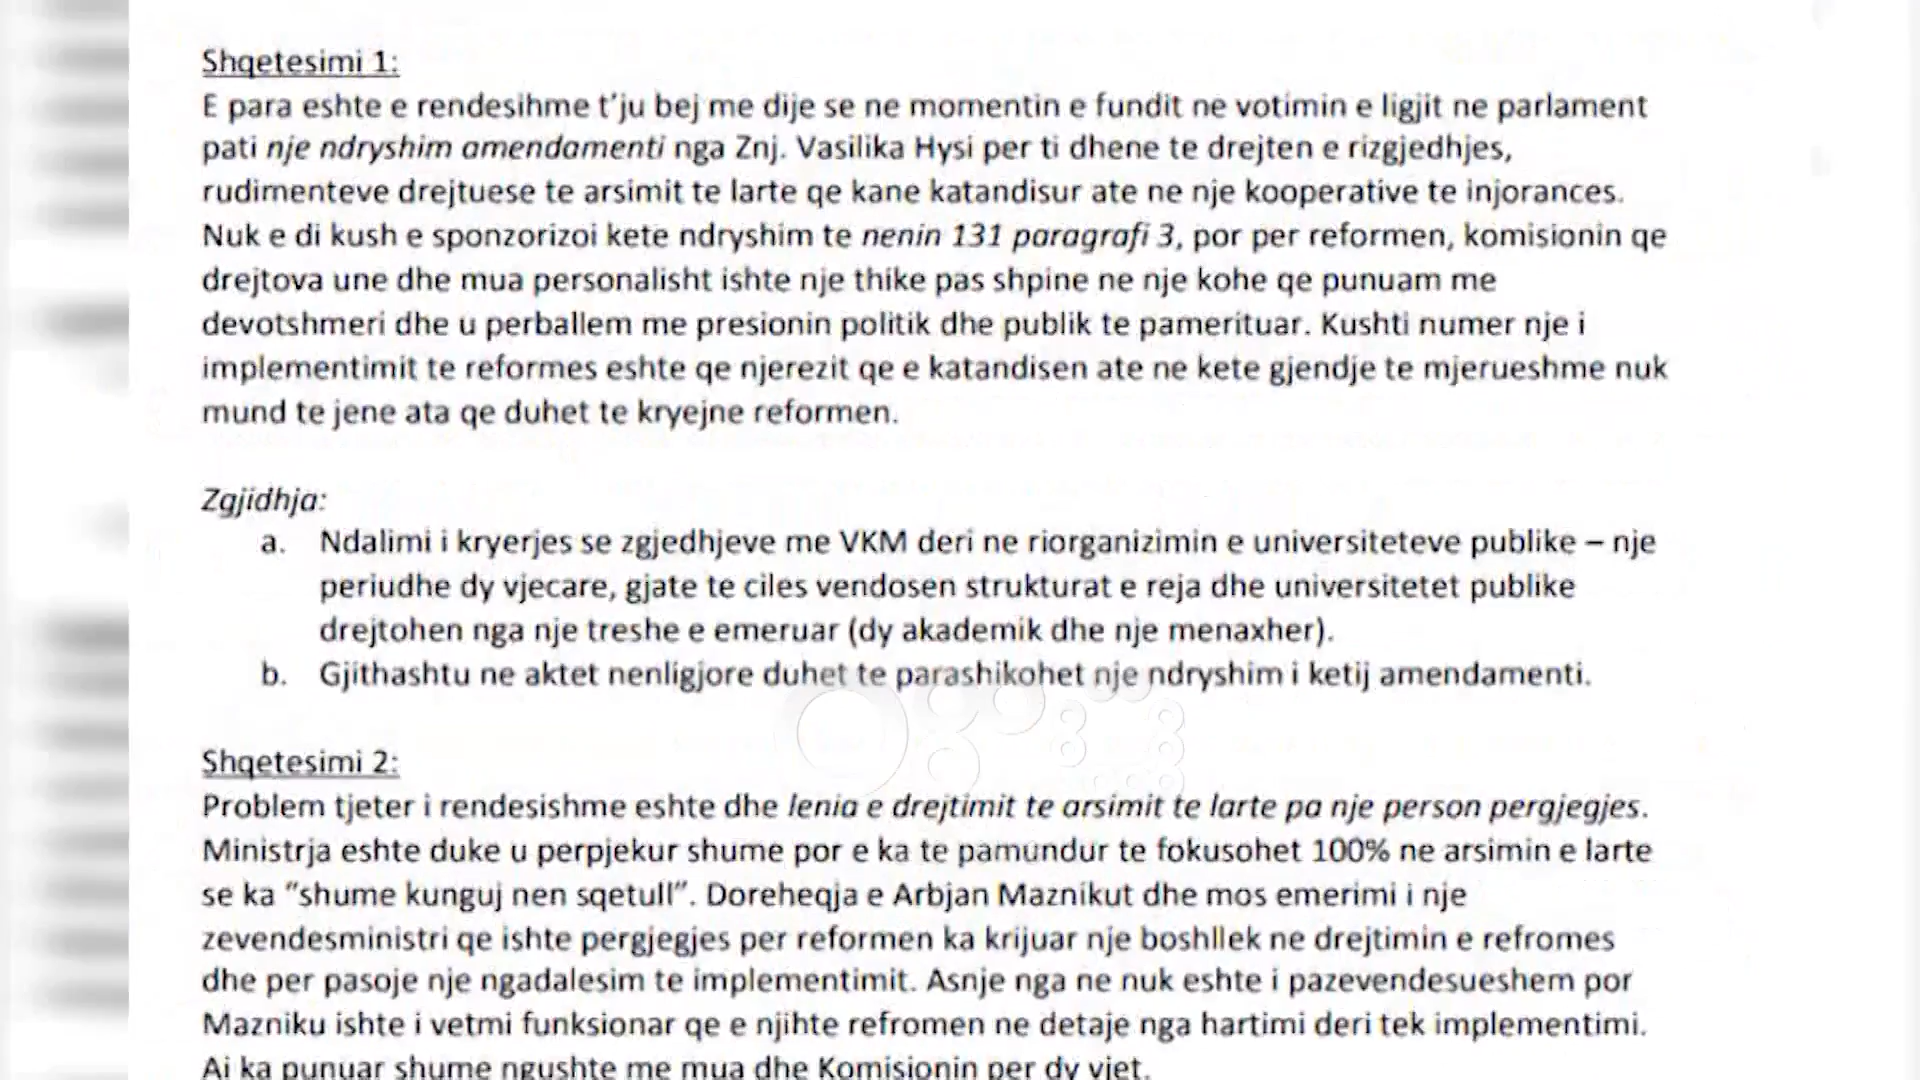 Shqetesimi 1:
E para eshte e rendesihme t'ju bej me dije se ne momentin e fundit ne votimin e ligjit ne parlament
pati nje ndryshim amendamenti nga Znj. Vasilika Hysi per ti dhene te drejten e rizgjedhjes,
rudimenteve drejtuese te arsimit te larte qe kane katandisur ate ne nje kooperative te injorances.
Nuk e di kush e sponzorizoi kete ndryshim te nenin 131 paragrafi 3, por per reformen, komisionin qe
drejtova une dhe mua personalisht ishte nje thike pas shpine ne nje kohe qe punuam me
devotshmeri dhe u perballem me presionin politik dhe publik te pamerituar. Kushti numer nje i
implementimit te reformes eshte qe njerezit qe e katandisen ate ne kete gjendje te mjerueshme nuk
mund te jene ata qe duhet te kryejne reformen.
Zgjidhja:
a. Ndalimi i kryerjes se zgjedhjeve me VKM deri ne riorganizimin e universiteteve publike – nje
periudhe dy vjecare, gjate te ciles vendosen strukturat e reja dhe universitetet publike
drejtohen nga nje treshe e emeruar (dy akademik dhe nje menaxher).
b. Gjithashtu ne aktet nenligjore duhet te parashikohet nje ndryshim i ketij amendamenti.
Shqetesimi 2:
Problem tjeter i rendesishme eshte dhe lenia e drejtimit te arsimit te larte pa nje person pergjegjes.
Ministrja eshte duke u perpjekur shume por e ka te pamundur te fokusohet 100% ne arsimin e larte
se ka "shume kunguj nen sqetull". Doreheqja e Arbjan Maznikut dhe mos emerimi i nje
zevendesministri qe ishte pergjegjes per reformen ka krijuar nje boshllek ne drejtimin e refromes
dhe per pasoje nje ngadalesim te implementimit. Asnje nga ne nuk eshte i pazevendesueshem por
Mazniku ishte i vetmi funksionar qe e njihte refromen ne detaje nga hartimi deri tek implementimi.
Ai ka punuar shume ngushte me mua dhe Komisionin per dy vjet.